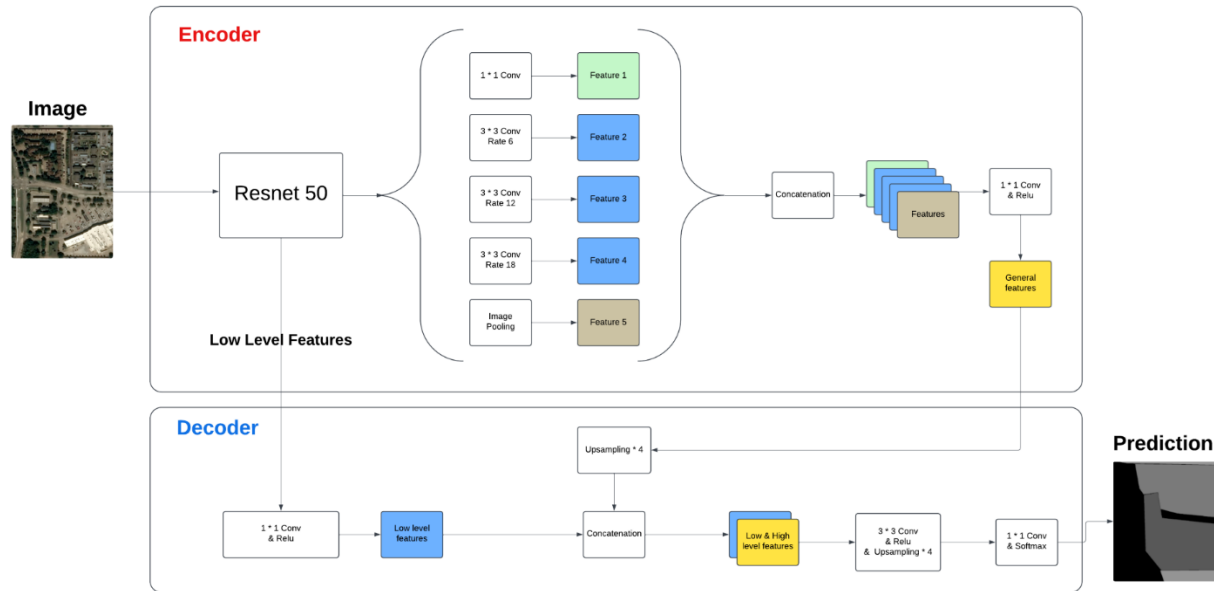 Encoder
Image
Resnet 50
1 * 1 Conv
Feature 1
3 * 3 Conv
Rate 6
Feature 2
3 * 3 Conv
Rate 12
Feature 3
3 * 3 Conv
Rate 18
Feature 4
Image
Pooling
Feature 5
Concatenation
Features
1 * 1 Conv
& Relu
General
features
Low Level Features
Decoder
Upsampling * 4
1 * 1 Conv
& Relu
Low level
features
Concatenation
Low & High
level features
3 * 3 Conv
& Relu
& Upsampling * 4
1 * 1 Conv
& Softmax
Prediction